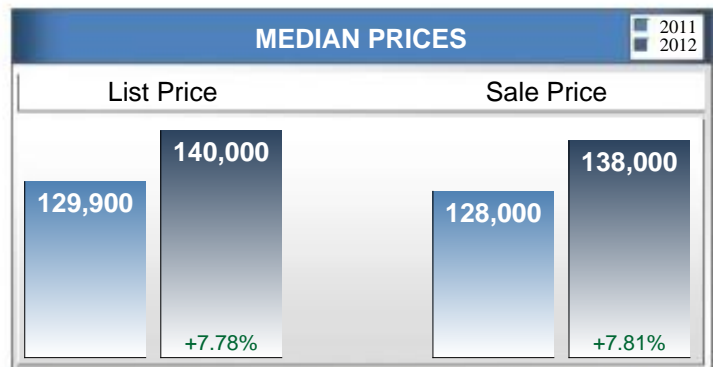 MEDIAN PRICES
2011
2012
List Price
Sale Price
129,900
140,000
+7.78%
128,000
138,000
+7.81%